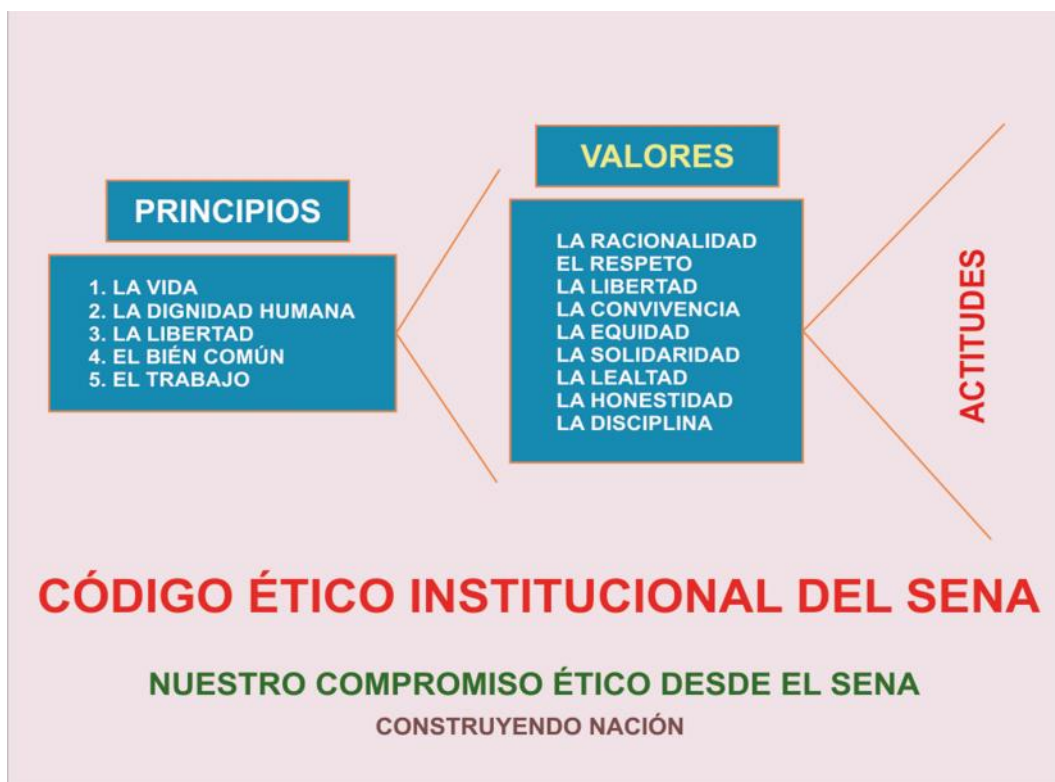 PRINCIPIOS
1. LA VIDA
2. LA DIGNIDAD HUMANA
3. LA LIBERTAD
4. EL BIÉN COMÚN
5. EL TRABAJO
VALORES
LA RACIONALIDAD
EL RESPETO
LA LIBERTAD
LA CONVIVENCIA
LA EQUIDAD
LA SOLIDARIDAD
LA LEALTAD
LA HONESTIDAD
LA DISCIPLINA
ACTITUDES
CÓDIGO ÉTICO INSTITUCIONAL DEL SENA
NUESTRO COMPROMISO ÉTICO DESDE EL SENA
CONSTRUYENDO NACIÓN